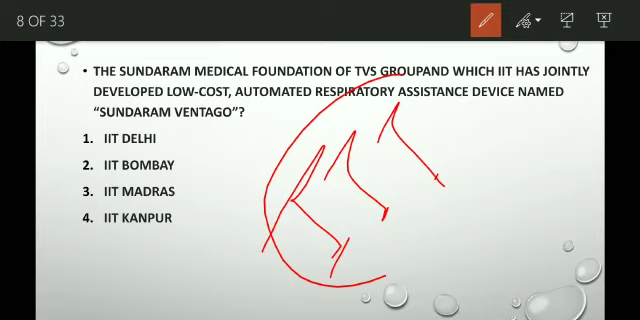 8 OF 33
• THE SUNDARAM MEDICAL FOUNDATION OF TVS GROUPAND WHICH IIT HAS JOINTLY
DEVELOPED LOW-COST, AUTOMATED RESPIRATORY ASSISTANCE DEVICE NAMED
“SUNDARAM VENTAGO”?
1. IIT DELHI
2. IIT BOMBAY
3. IIT MADRAS
4. IIT KANPUR